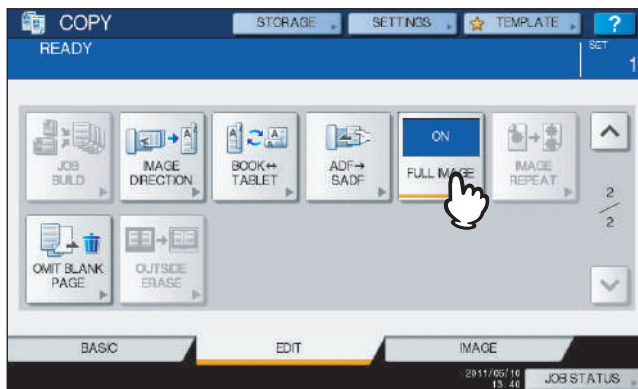 COPY
STORAGE
SETTINGS
TEMPLATE
?
READY
SET
1
JOB
BUILD
IMAGE
DIRECTION
BOOK↔
TABLET
ADF→
SADF
ON
FULL IMAGE
IMAGE
REPEAT
2
/
2
OMIT BLANK
PAGE
OUTSIDE
ERASE
BASIC
EDIT
IMAGE
2011/05/10
13:40
JOB STATUS